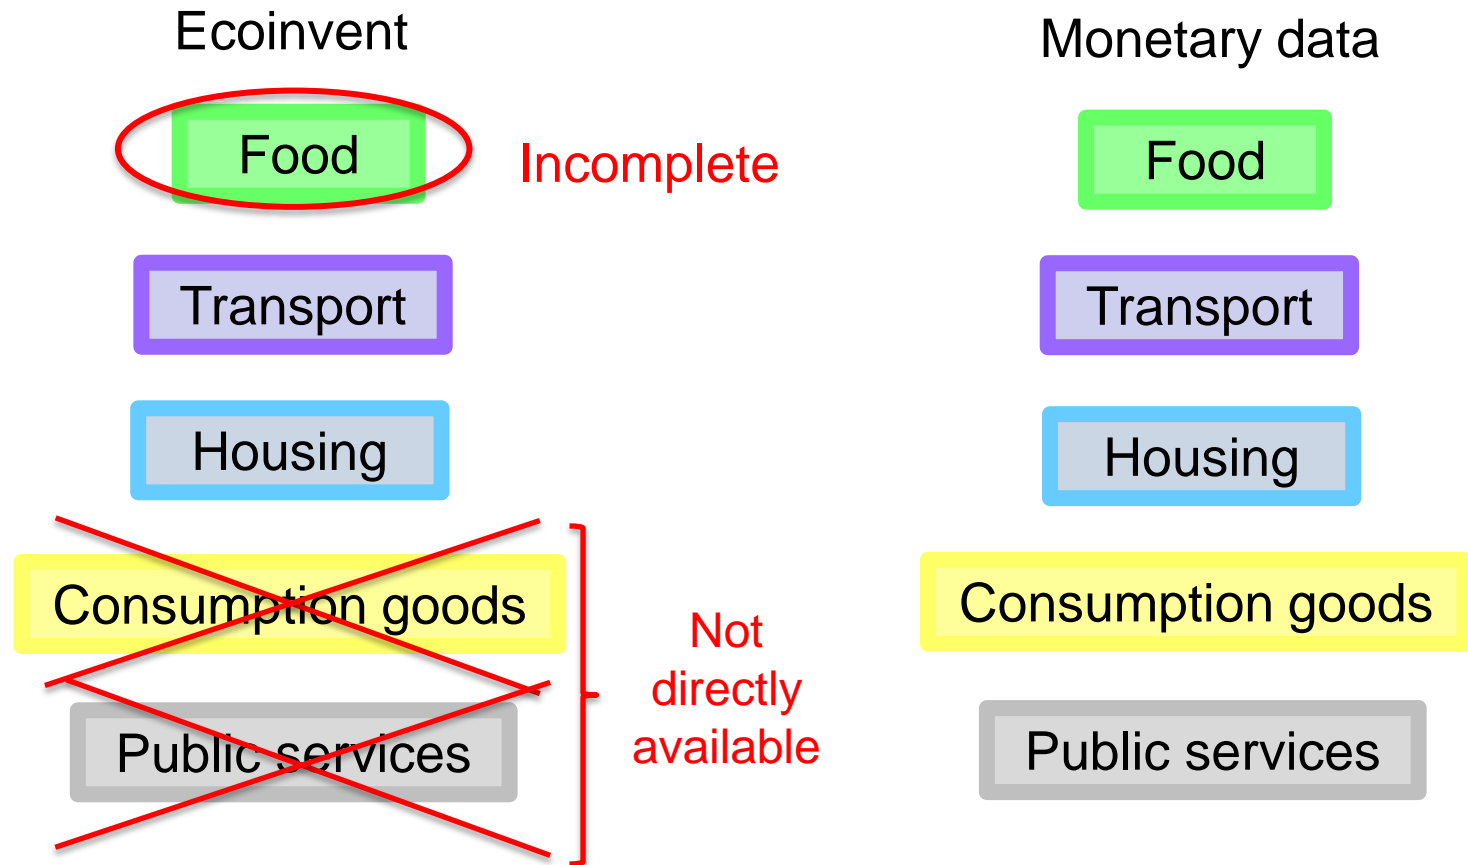 Ecoinvent
Food
Incomplete
Transport
Housing
Consumption goods
Public services
Not
directly
available
Monetary data
Food
Transport
Housing
Consumption goods
Public services